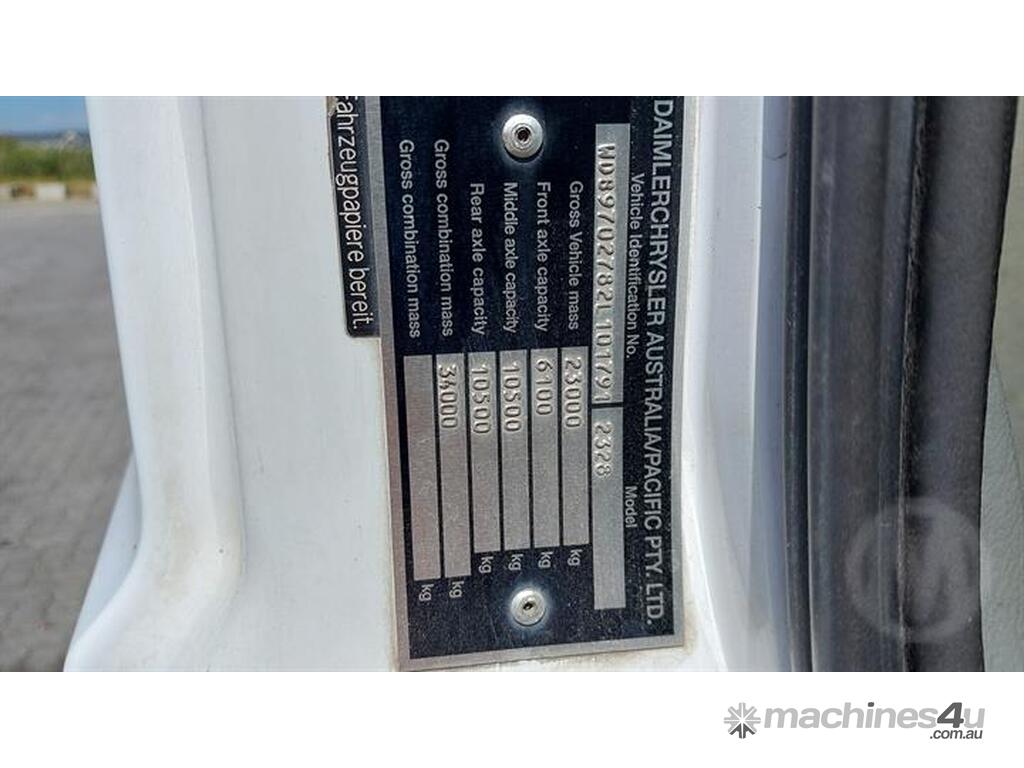 DAIMLERCHRYSLER AUSTRALIA/PACIFIC PTY. LTD.
Vehicle Identification No. Model
WDB9702782L101791 2328
Gross Vehicle mass 23000 kg
Front axle capacity 6100 kg
Middle axle capacity 10500 kg
Rear axle capacity 10500 kg
Gross combination mass 34000 kg
Gross combination mass kg
Fahrzeugpapiere bereit.
machines4u
.com.au